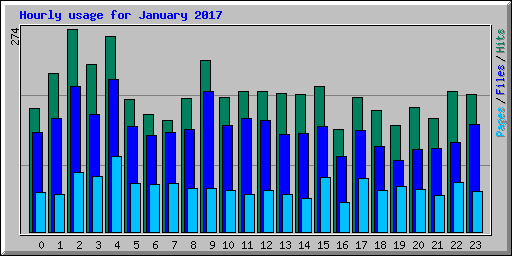 Hourly usage for January 2017
274
Pages/Files/Hits
0 1 2 3 4 5 6 7 8 9 10 11 12 13 14 15 16 17 18 19 20 21 22 23